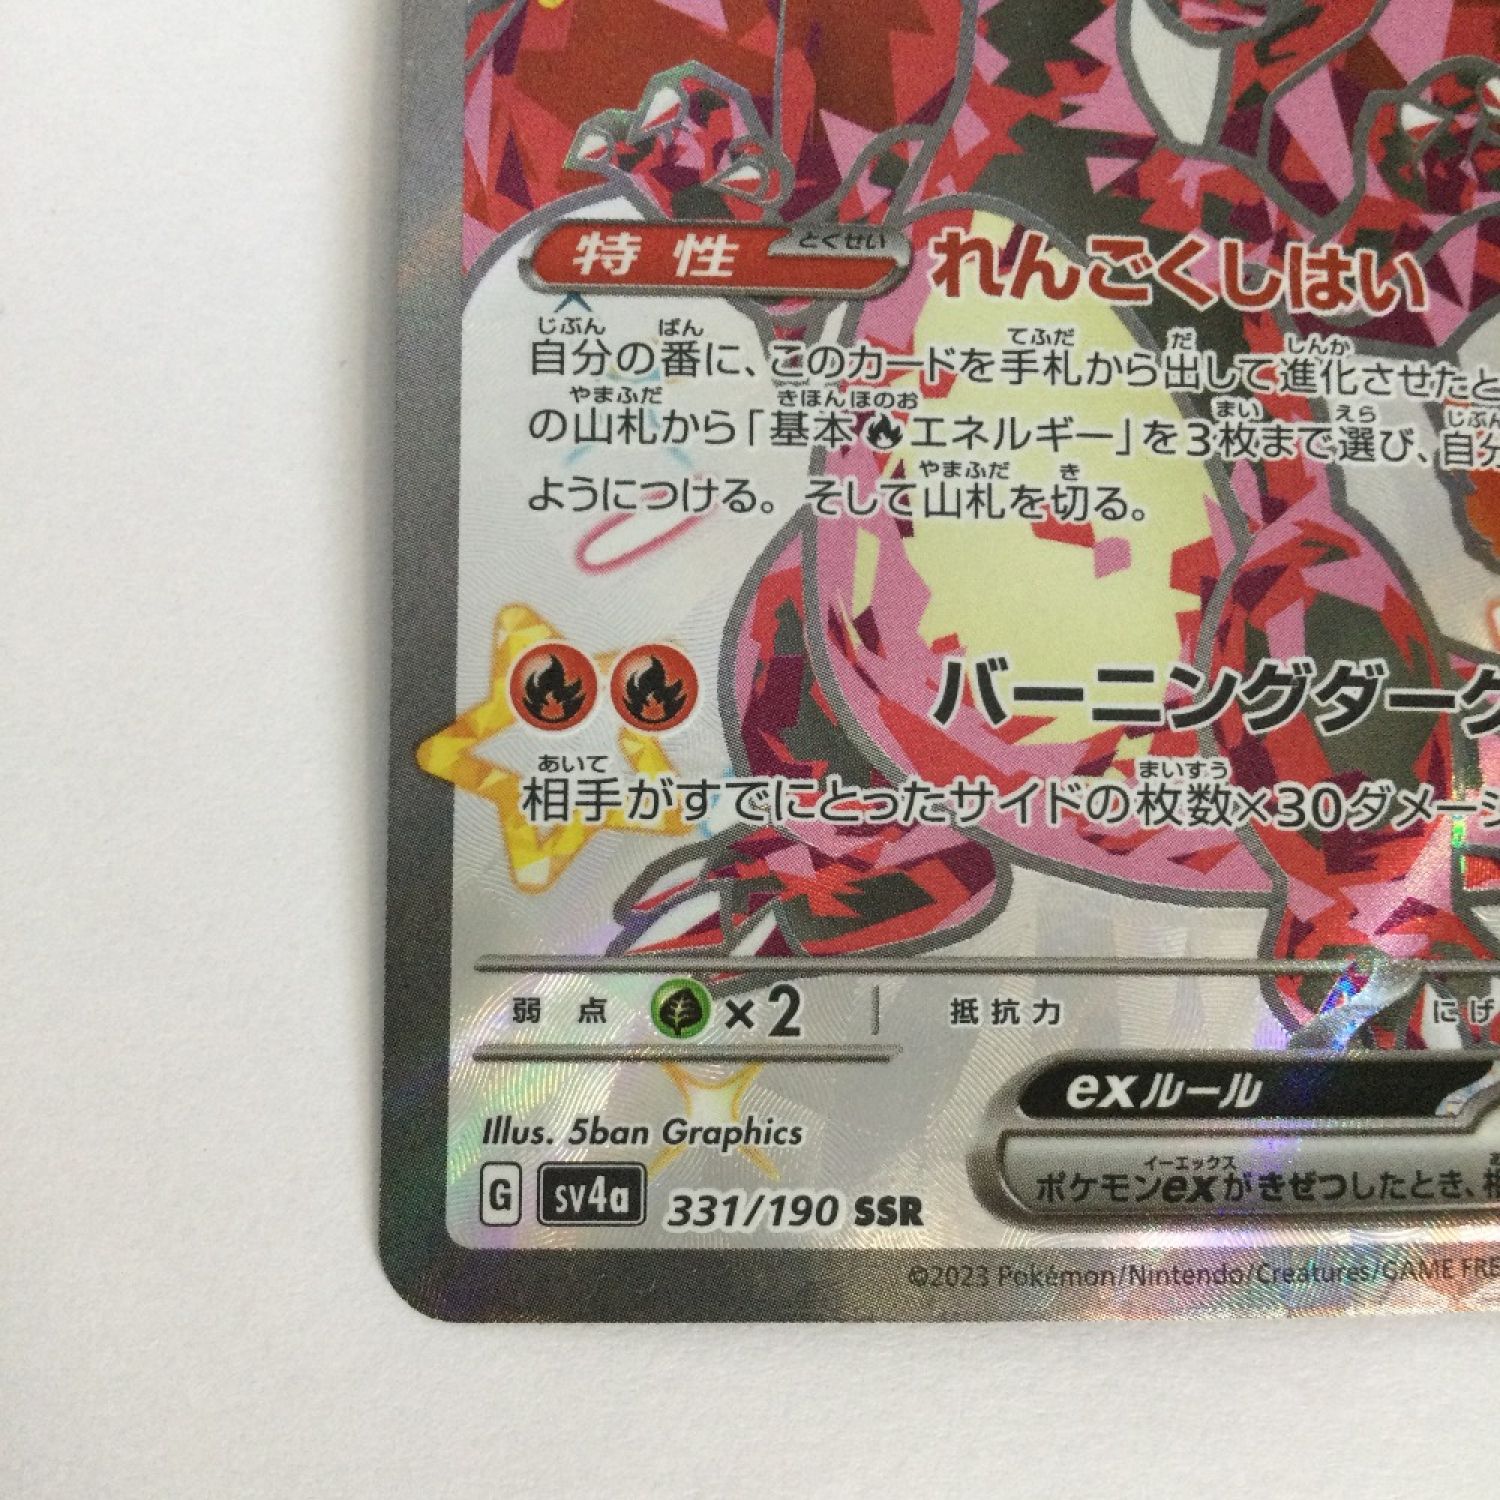 特性 とくせい れんごくしはい
じぶん ばん てふだ だ しんか
自分の番に、このカードを手札から出して進化させたと
やまふだ きほん ほのお まい えら じぶん
の山札から「基本 エネルギー」を3枚まで選び、自分
やまふだ き
ようにつける。そして山札を切る。
バーニングダーク
あいて まいすう
相手がすでにとったサイドの枚数×30ダメージ
弱点 ×2 抵抗力 にげ
exルール
Illus. 5ban Graphics
イーエックス
ポケモンexがきぜつしたとき、相
G sv4a 331/190 SSR
©2023 Pokémon/Nintendo/Creatures/GAME FRE